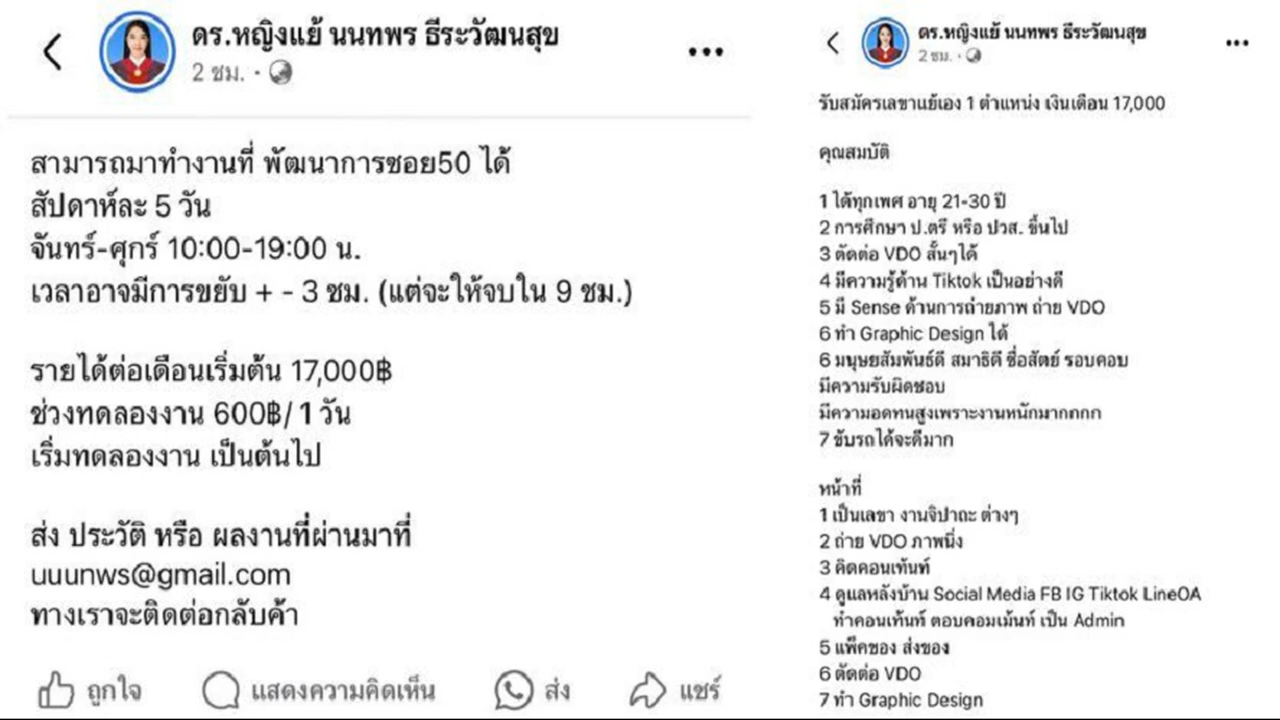 ดร.หญิงแย้ นนทพร ธีระวัฒนสุข
2 ชม.
สามารถมาทำงานที่ พัฒนาการซอย50 ได้
สัปดาห์ละ 5 วัน
จันทร์-ศุกร์ 10:00-19:00 น.
เวลาอาจมีการขยับ + - 3 ชม. (แต่จะให้จบใน 9 ชม.)
รายได้ต่อเดือนเริ่มต้น 17,000฿
ช่วงทดลองงาน 600฿/ 1 วัน
เริ่มทดลองงาน เป็นต้นไป
ส่ง ประวัติ หรือ ผลงานที่ผ่านมาที่
uuunws@gmail.com
ทางเราจะติดต่อกลับค้า
ถูกใจ แสดงความคิดเห็น ส่ง แชร์
ดร.หญิงแย้ นนทพร ธีระวัฒนสุข
2 ชม.
รับสมัครเลขาแย้เอง 1 ตำแหน่ง เงินเดือน 17,000
คุณสมบัติ
1 ได้ทุกเพศ อายุ 21-30 ปี
2 การศึกษา ป.ตรี หรือ ปวส. ขึ้นไป
3 ตัดต่อ VDO สั้นๆได้
4 มีความรู้ด้าน Tiktok เป็นอย่างดี
5 มี Sense ด้านการถ่ายภาพ ถ่าย VDO
6 ทำ Graphic Design ได้
6 มนุษยสัมพันธ์ดี สมาธิดี ซื่อสัตย์ รอบคอบ
มีความรับผิดชอบ
มีความอดทนสูงเพราะงานหนักมากกกก
7 ขับรถได้จะดีมาก
หน้าที่
1 เป็นเลขา งานจิปาถะ ต่างๆ
2 ถ่าย VDO ภาพนิ่ง
3 คิดคอนเท้นท์
4 ดูแลหลังบ้าน Social Media FB IG Tiktok LineOA
ทำคอนเท้นท์ ตอบคอมเม้นท์ เป็น Admin
5 แพ็คของ ส่งของ
6 ตัดต่อ VDO
7 ทำ Graphic Design